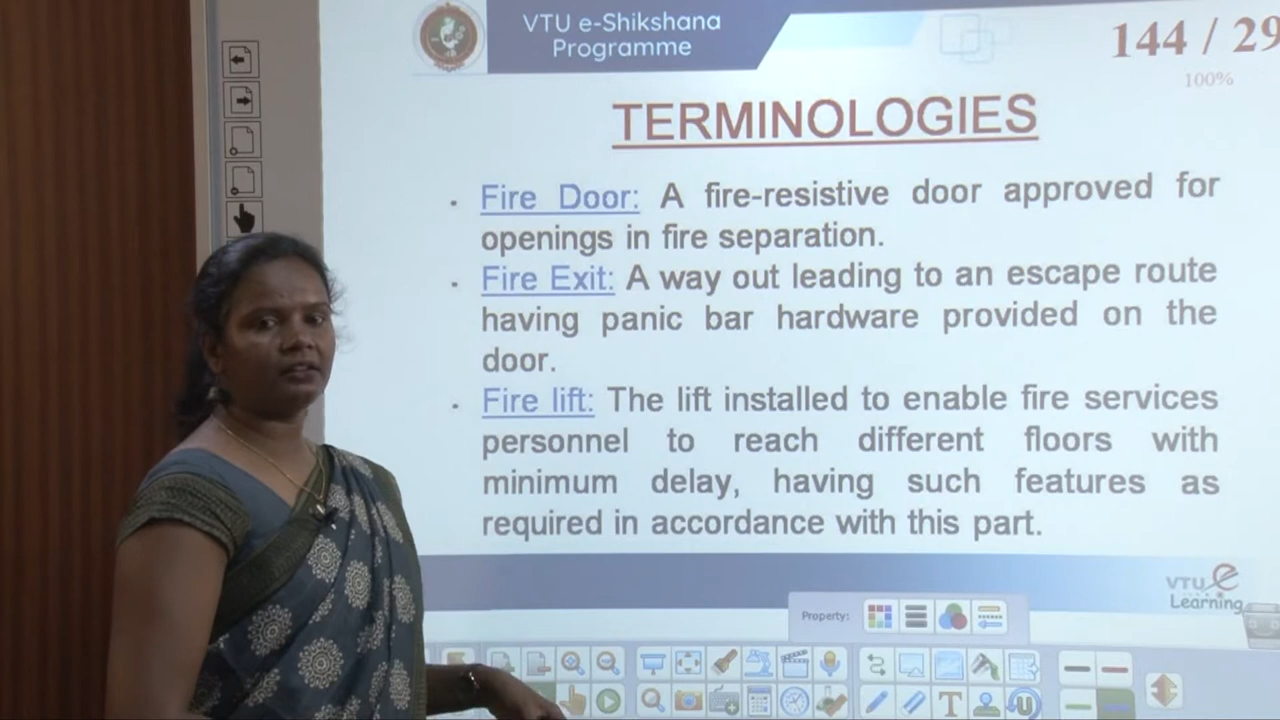 VTU e-Shikshana
Programme
144 / 29
100%
TERMINOLOGIES
· Fire Door: A fire-resistive door approved for
openings in fire separation.
· Fire Exit: A way out leading to an escape route
having panic bar hardware provided on the
door.
· Fire lift: The lift installed to enable fire services
personnel to reach different floors with
minimum delay, having such features as
required in accordance with this part.
VTU e
Learning
Property: